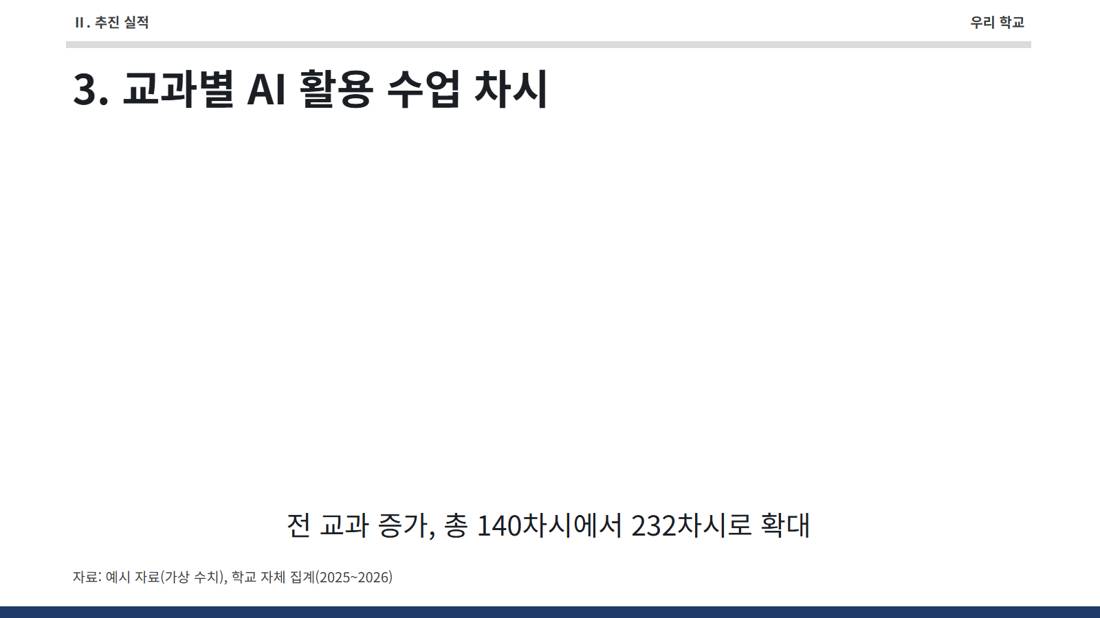 Ⅱ. 추진 실적
우리 학교
3. 교과별 AI 활용 수업 차시
전 교과 증가, 총 140차시에서 232차시로 확대
자료: 예시 자료(가상 수치), 학교 자체 집계(2025~2026)